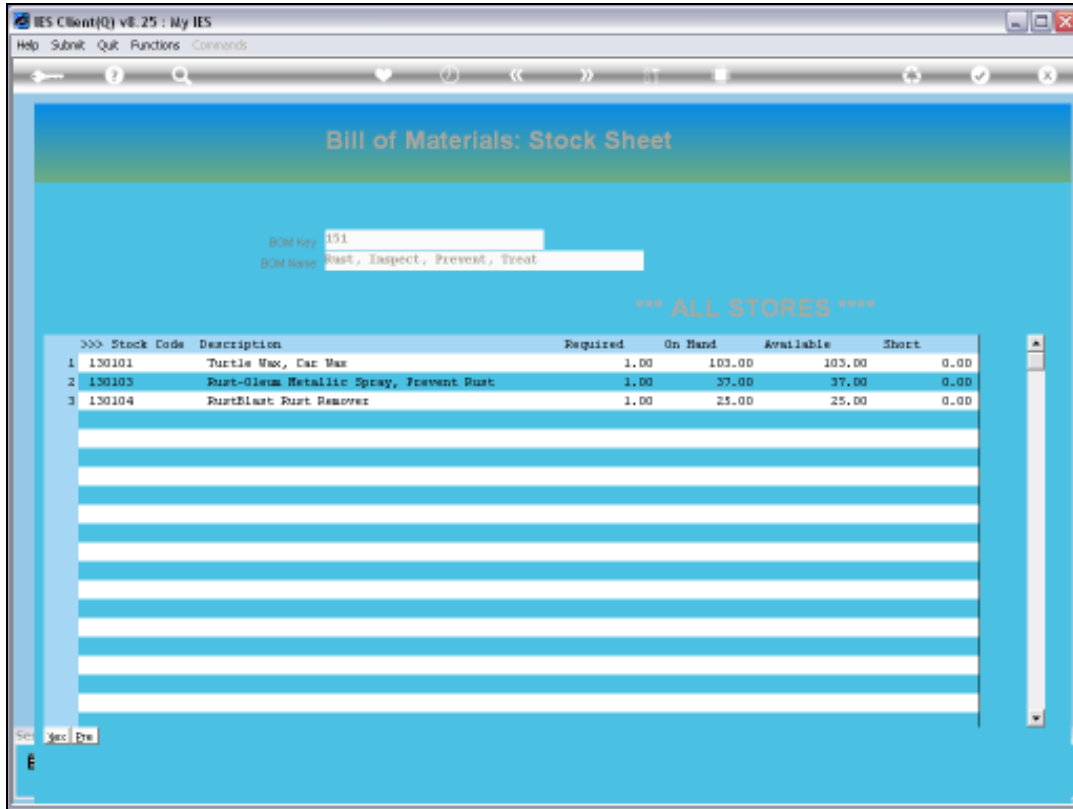 IES Client(Q) v8.25 : My IES
Help Submit Quit Functions Commands
Bill of Materials: Stock Sheet
BOM Key 151
BOM Name Rust, Inspect, Prevent, Treat
*** ALL STORES ****
>>> Stock Code Description Required On Hand Available Short
1 130101 Turtle Wax, Car Wax 1.00 103.00 103.00 0.00
2 130103 Rust-Oleum Metallic Spray, Prevent Rust 1.00 37.00 37.00 0.00
3 130104 RustBlast Rust Remover 1.00 25.00 25.00 0.00
Pre